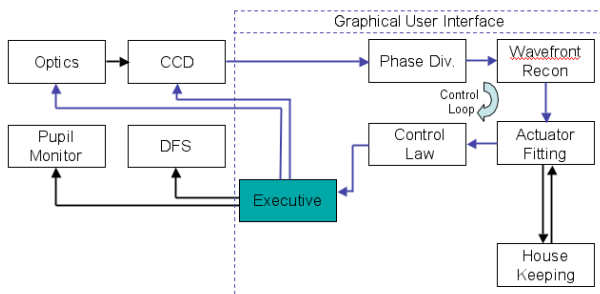 Graphical User Interface
Optics
CCD
Phase Div.
Wavefront
Recon
Control
Loop
Pupil
Monitor
DFS
Control
Law
Actuator
Fitting
Executive
House
Keeping